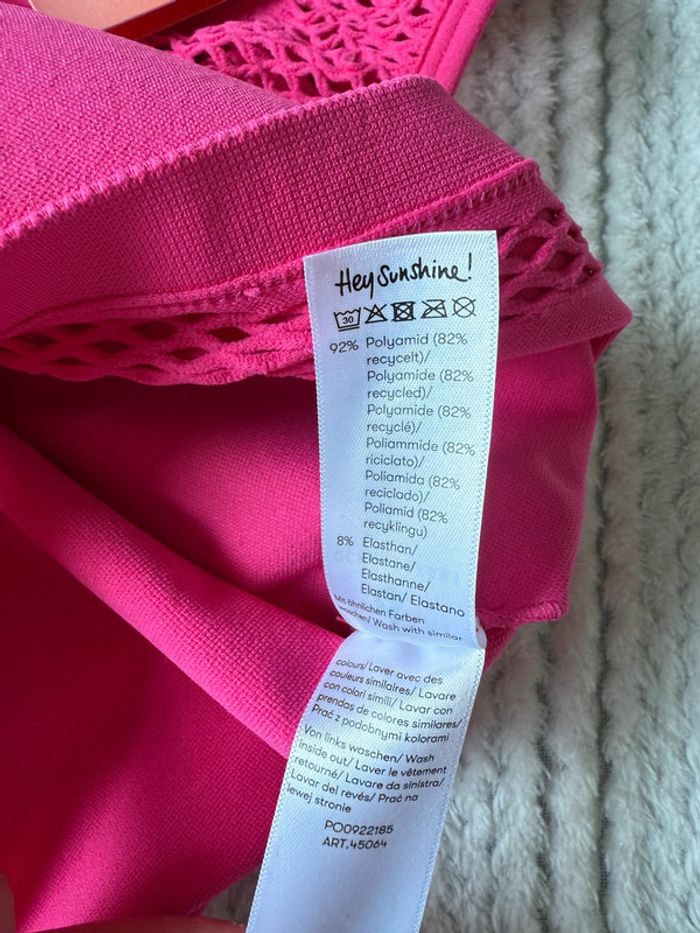 Hey Sunshine!
30
92% Polyamid (82%
recycelt)/
Polyamide (82%
recycled)/
Polyamide (82%
recyclé)/
Poliammide (82%
riciclato)/
Poliamida (82%
reciclado)/
Poliamid (82%
recyklingu)
8% Elasthan/
Elastane/
Elasthanne/
Elastan/ Elastano
Mit ähnlichen Farben
waschen/ Wash with similar
colours/ Laver avec des
couleurs similaires/ Lavare
con colori simili/ Lavar con
prendas de colores similares/
Prać z podobnymi kolorami
Von links waschen/ Wash
inside out/ Laver le vêtement
retourné/ Lavare da sinistra/
Lavar del revés/ Prać na
lewej stronie
PO0922185
ART.45064